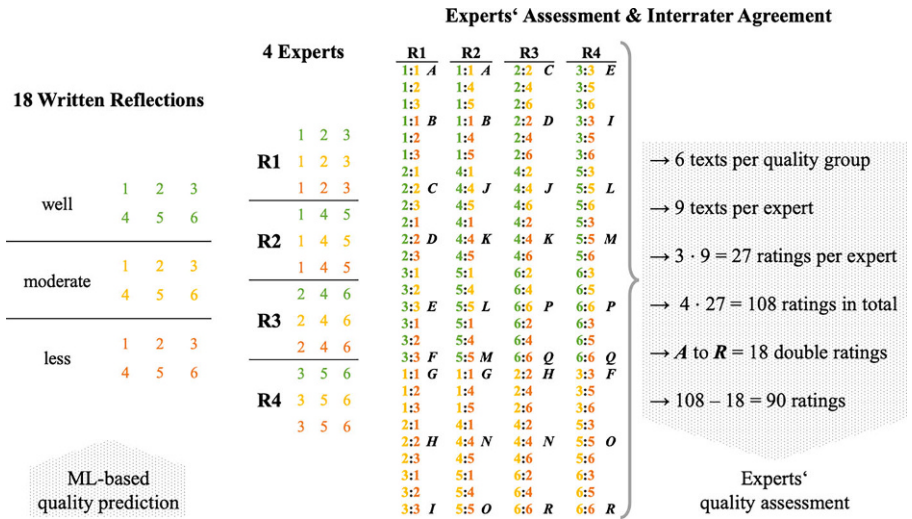 18 Written Reflections
well
1 2 3
4 5 6
moderate
1 2 3
4 5 6
less
1 2 3
4 5 6
ML-based
quality prediction
4 Experts
R1
1 2 3
1 2 3
1 2 3
R2
1 4 5
1 4 5
1 4 5
R3
2 4 6
2 4 6
2 4 6
R4
3 5 6
3 5 6
3 5 6
Experts‘ Assessment & Interrater Agreement
R1 R2 R3 R4
1:1 A 1:1 A 2:2 C 3:3 E
1:2 1:4 2:4 3:5
1:3 1:5 2:6 3:6
1:1 B 1:1 B 2:2 D 3:3 I
1:2 1:4 2:4 3:5
1:3 1:5 2:6 3:6
2:1 4:1 4:2 5:3
2:2 C 4:4 J 4:4 J 5:5 L
2:3 4:5 4:6 5:6
2:1 4:1 4:2 5:3
2:2 D 4:4 K 4:4 K 5:5 M
2:3 4:5 4:6 5:6
3:1 5:1 6:2 6:3
3:2 5:4 6:4 6:5
3:3 E 5:5 L 6:6 P 6:6 P
3:1 5:1 6:2 6:3
3:2 5:4 6:4 6:5
3:3 F 5:5 M 6:6 Q 6:6 Q
1:1 G 1:1 G 2:2 H 3:3 F
1:2 1:4 2:4 3:5
1:3 1:5 2:6 3:6
2:1 4:1 4:2 5:3
2:2 H 4:4 N 4:4 N 5:5 O
2:3 4:5 4:6 5:6
3:1 5:1 6:2 6:3
3:2 5:4 6:4 6:5
3:3 I 5:5 O 6:6 R 6:6 R
→ 6 texts per quality group
→ 9 texts per expert
→ 3 · 9 = 27 ratings per expert
→ 4 · 27 = 108 ratings in total
→ A to R = 18 double ratings
→ 108 – 18 = 90 ratings
Experts‘
quality assessment